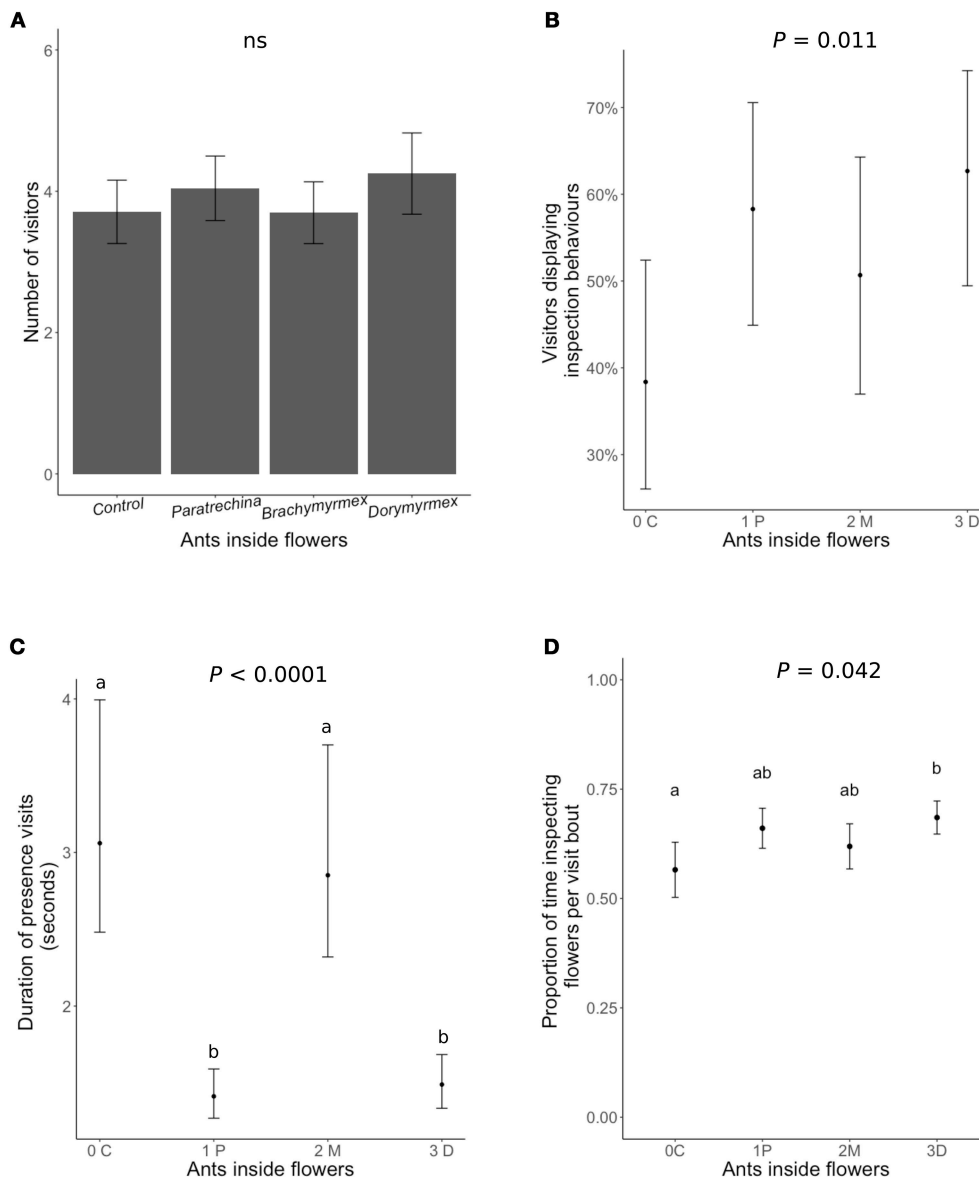 A
ns
6
4
2
0
Number of visitors
Control
Paratrechina
Brachymyrmex
Dorymyrmex
Ants inside flowers
B
P = 0.011
70%
60%
50%
40%
30%
Visitors displaying
inspection behaviours
0 C
1 P
2 M
3 D
Ants inside flowers
C
P < 0.0001
a
b
a
b
4
3
2
Duration of presence visits
(seconds)
0 C
1 P
2 M
3 D
Ants inside flowers
D
P = 0.042
a
ab
ab
b
1.00
0.75
0.50
0.25
0.00
Proportion of time inspecting
flowers per visit bout
0C
1P
2M
3D
Ants inside flowers